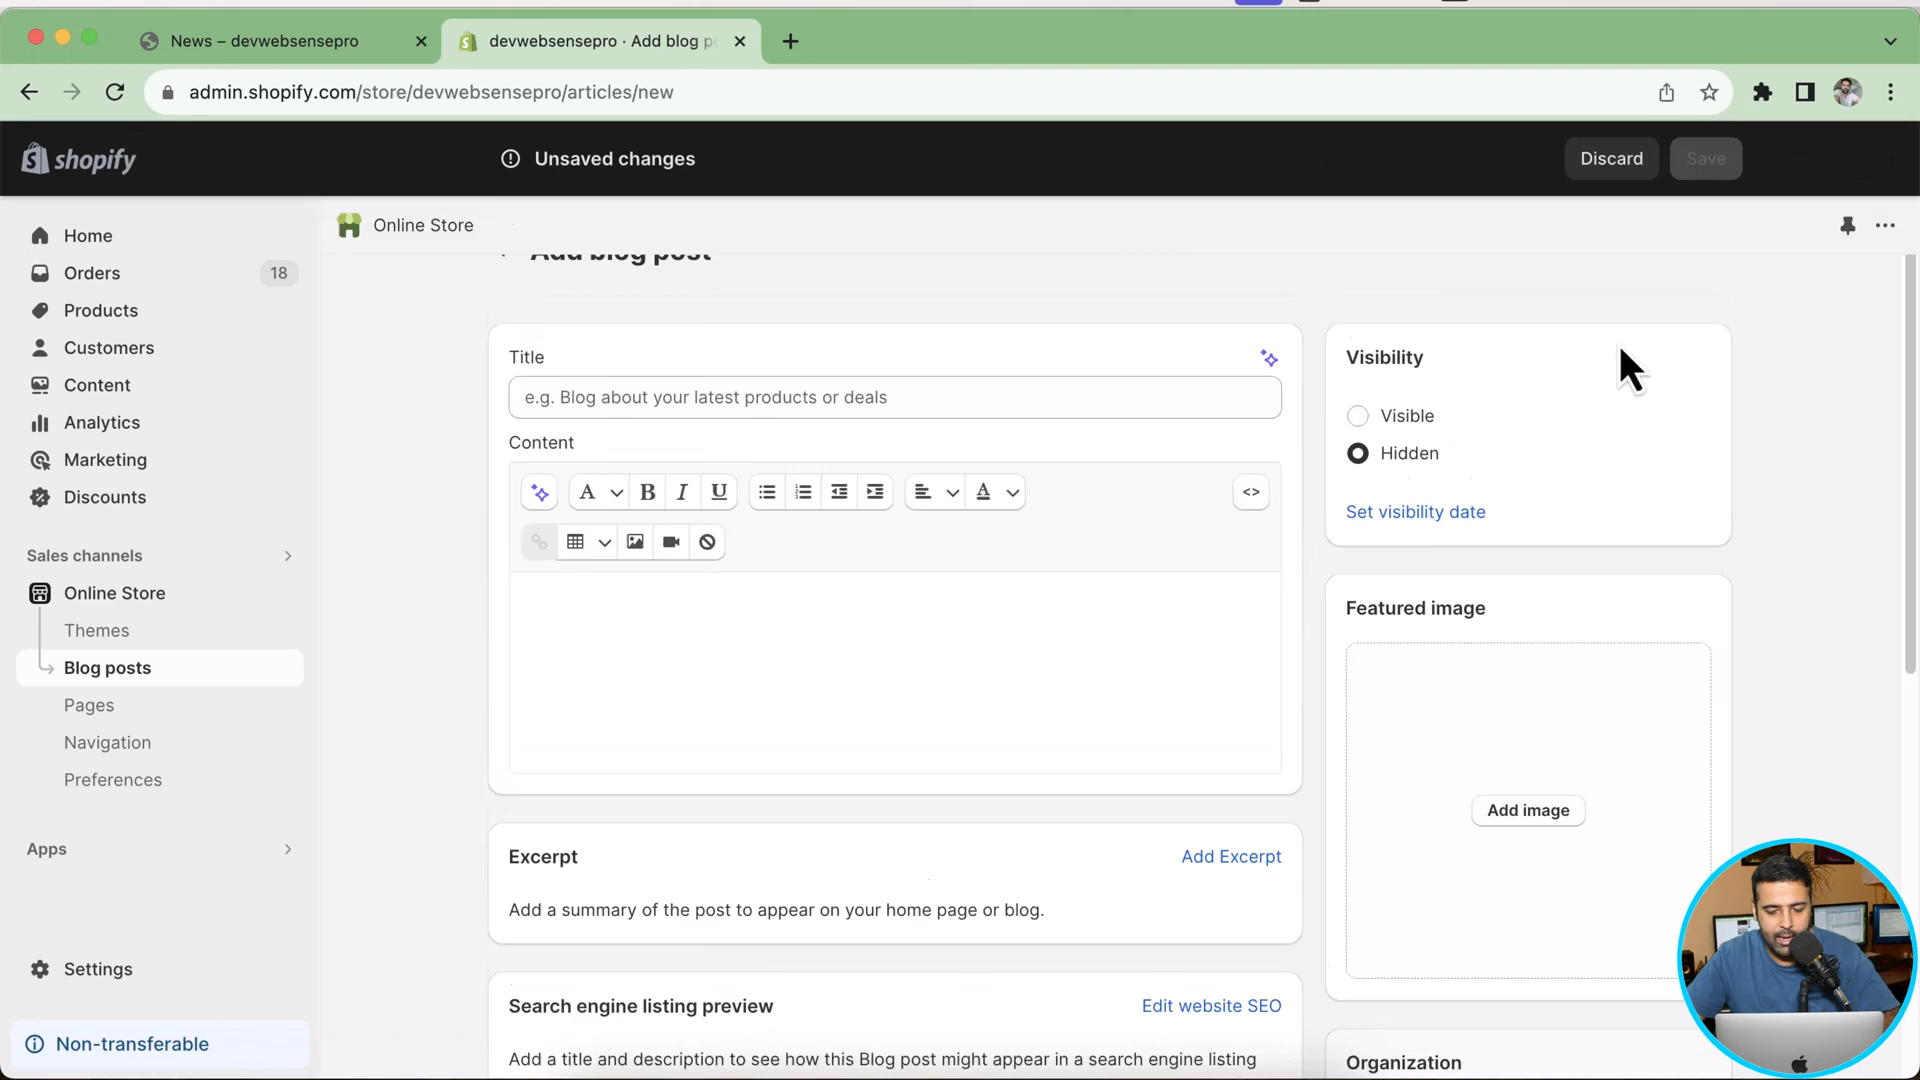 News – devwebsensepro
devwebsensepro · Add blog p
admin.shopify.com/store/devwebsensepro/articles/new
shopify
Unsaved changes
Discard
Save
Home
Orders
18
Products
Customers
Content
Analytics
Marketing
Discounts
Sales channels
Online Store
Themes
Blog posts
Pages
Navigation
Preferences
Apps
Settings
Non-transferable
Online Store
Add blog post
Title
e.g. Blog about your latest products or deals
Content
A
B
I
U
A
<>
Excerpt
Add Excerpt
Add a summary of the post to appear on your home page or blog.
Search engine listing preview
Edit website SEO
Add a title and description to see how this Blog post might appear in a search engine listing
Visibility
Visible
Hidden
Set visibility date
Featured image
Add image
Organization